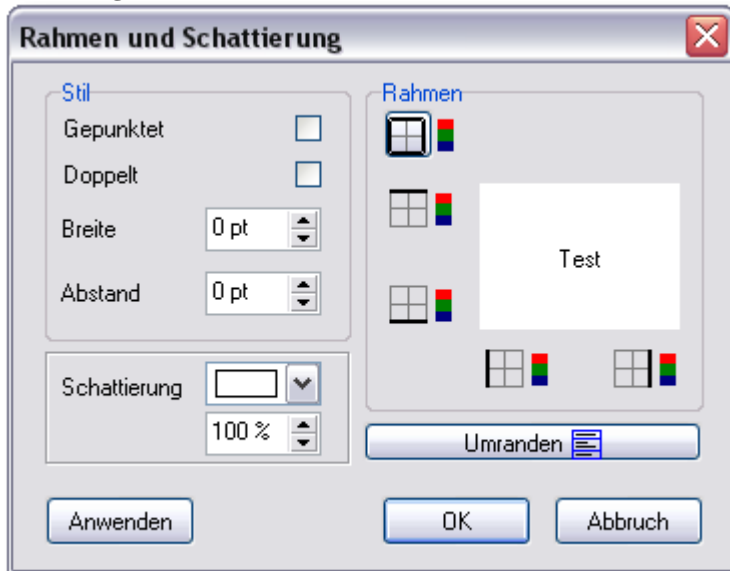 Rahmen und Schattierung
Stil
Gepunktet
Doppelt
Breite
0 pt
Abstand
0 pt
Schattierung
100 %
Rahmen
Test
Umranden
Anwenden
OK
Abbruch